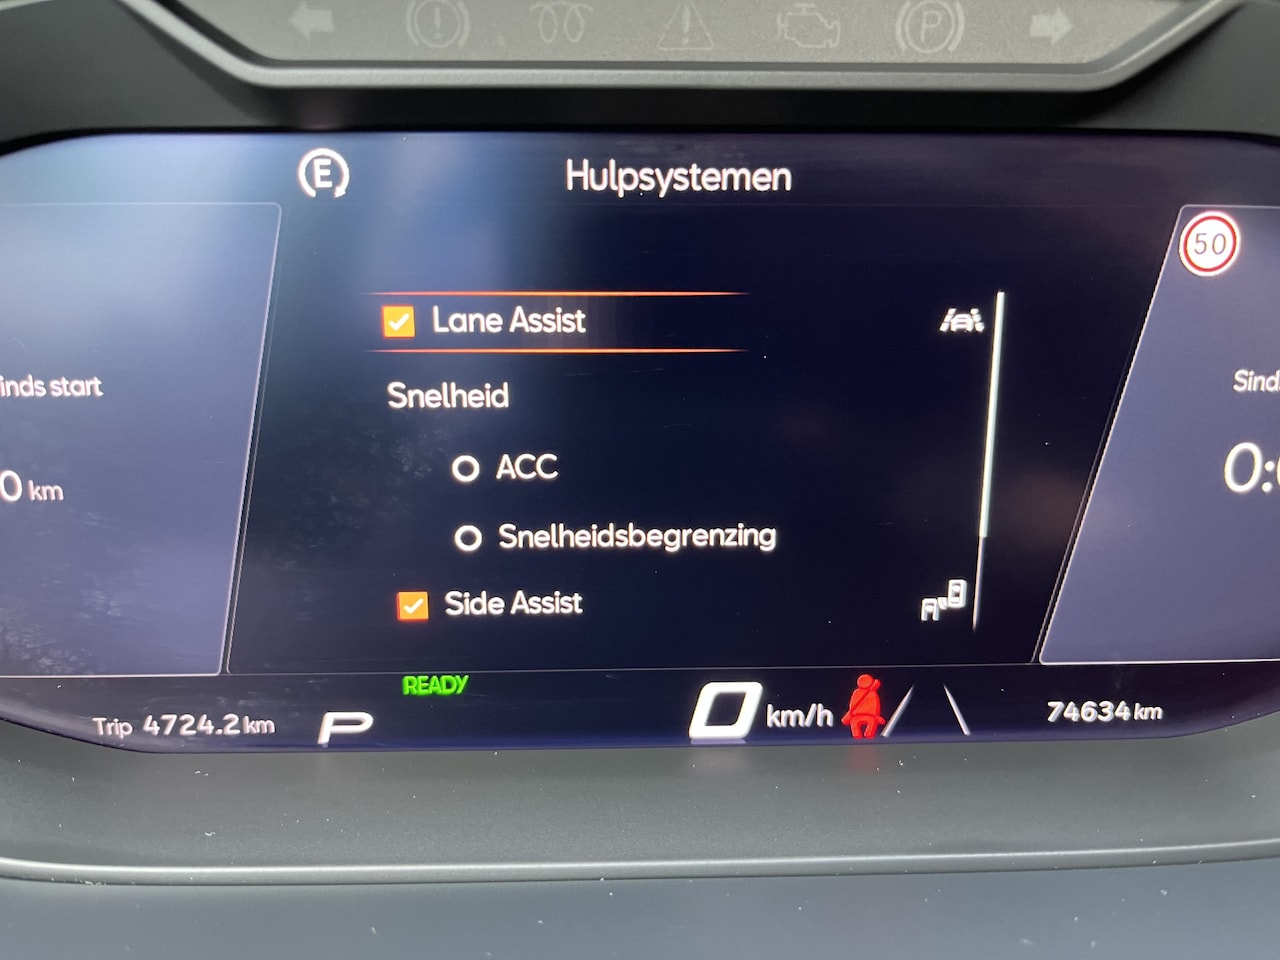 E
Hulpsystemen
50
Lane Assist
Snelheid
ACC
Snelheidsbegrenzing
Side Assist
inds start
0 km
Sind
0:
READY
Trip 4724.2 km
P
0 km/h
74634 km
P